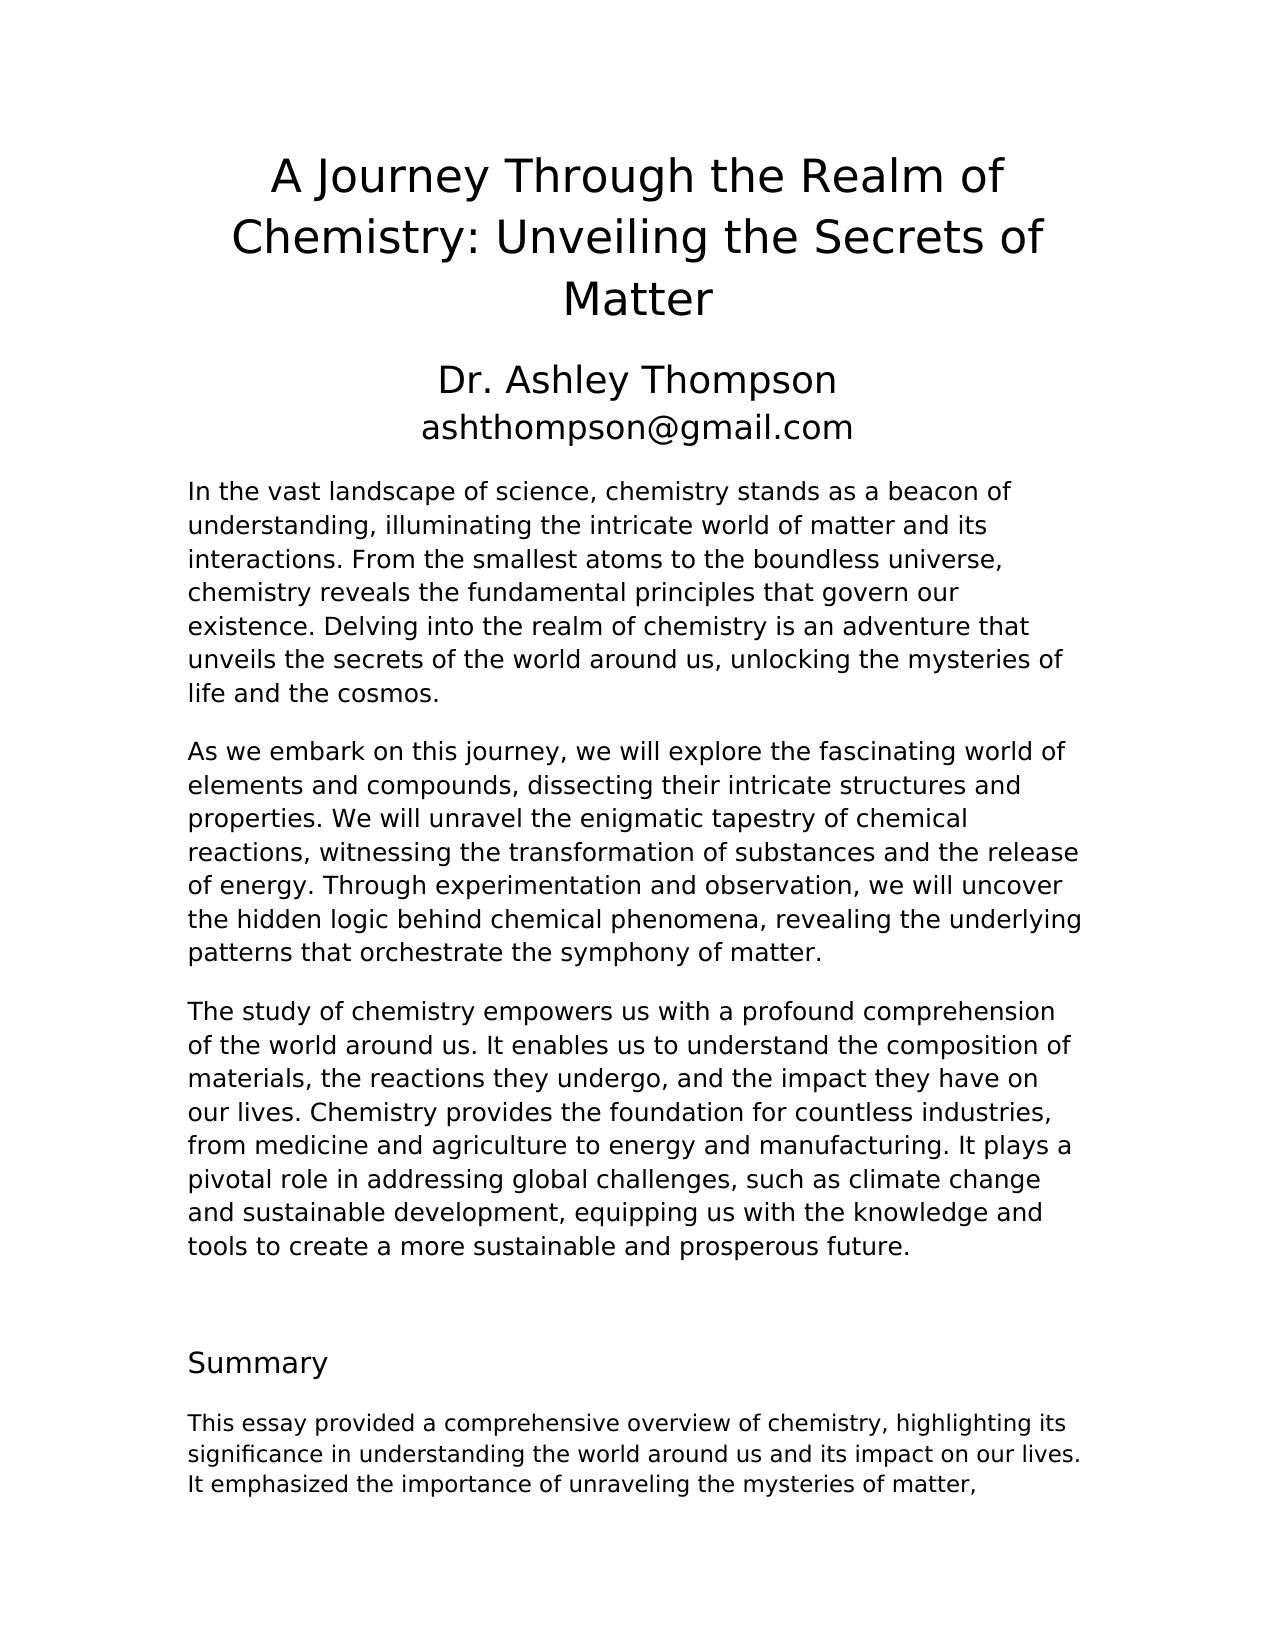 A Journey Through the Realm of
Chemistry: Unveiling the Secrets of
Matter
Dr. Ashley Thompson
ashthompson@gmail.com
In the vast landscape of science, chemistry stands as a beacon of
understanding, illuminating the intricate world of matter and its
interactions. From the smallest atoms to the boundless universe,
chemistry reveals the fundamental principles that govern our
existence. Delving into the realm of chemistry is an adventure that
unveils the secrets of the world around us, unlocking the mysteries of
life and the cosmos.
As we embark on this journey, we will explore the fascinating world of
elements and compounds, dissecting their intricate structures and
properties. We will unravel the enigmatic tapestry of chemical
reactions, witnessing the transformation of substances and the release
of energy. Through experimentation and observation, we will uncover
the hidden logic behind chemical phenomena, revealing the underlying
patterns that orchestrate the symphony of matter.
The study of chemistry empowers us with a profound comprehension
of the world around us. It enables us to understand the composition of
materials, the reactions they undergo, and the impact they have on
our lives. Chemistry provides the foundation for countless industries,
from medicine and agriculture to energy and manufacturing. It plays a
pivotal role in addressing global challenges, such as climate change
and sustainable development, equipping us with the knowledge and
tools to create a more sustainable and prosperous future.
Summary
This essay provided a comprehensive overview of chemistry, highlighting its
significance in understanding the world around us and its impact on our lives.
It emphasized the importance of unraveling the mysteries of matter,